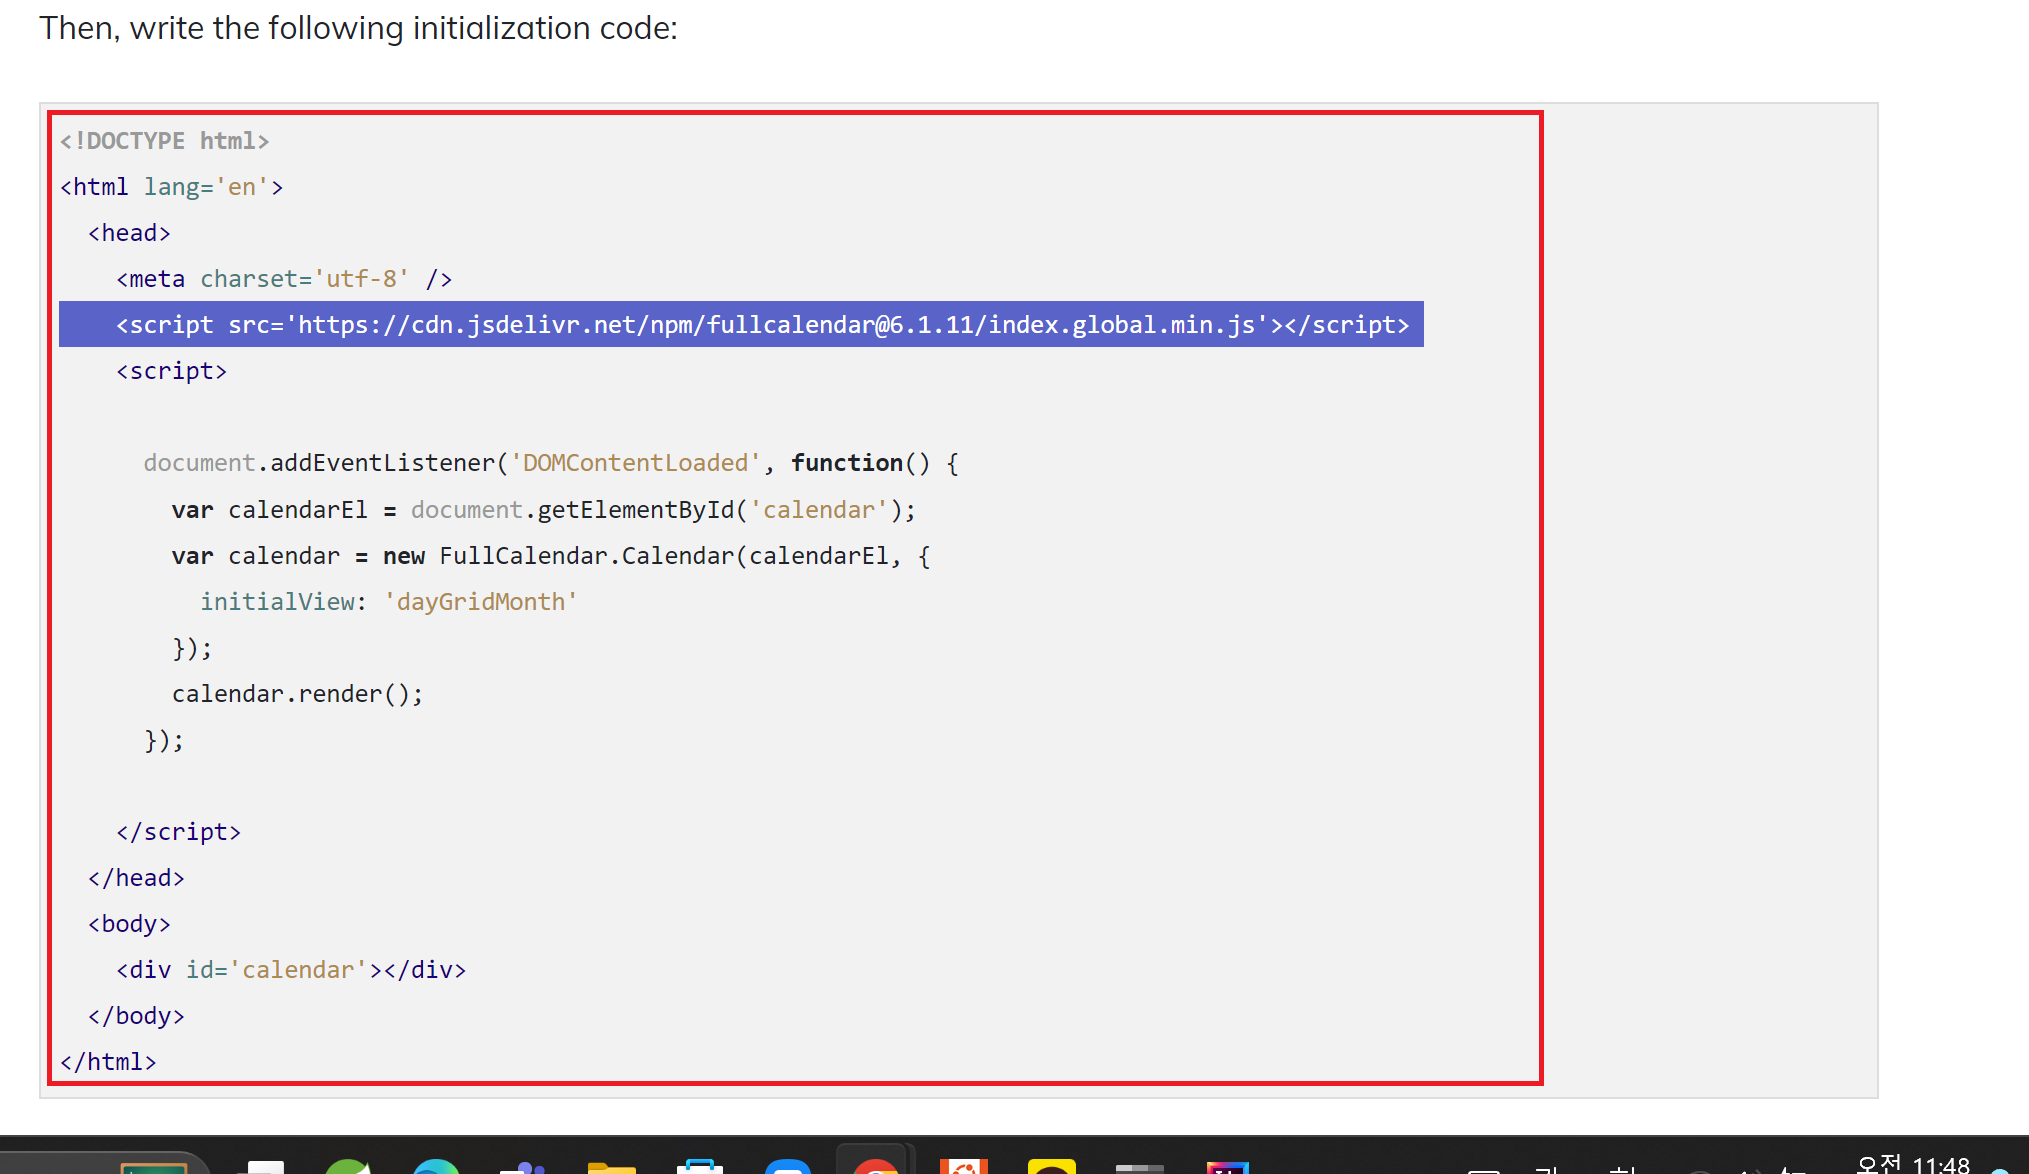 Then, write the following initialization code:
<!DOCTYPE html>
<html lang='en'>
<head>
<meta charset='utf-8' />
<script src='https://cdn.jsdelivr.net/npm/fullcalendar@6.1.11/index.global.min.js'></script>
<script>
document.addEventListener('DOMContentLoaded', function() {
var calendarEl = document.getElementById('calendar');
var calendar = new FullCalendar.Calendar(calendarEl, {
initialView: 'dayGridMonth'
});
calendar.render();
});
</script>
</head>
<body>
<div id='calendar'></div>
</body>
</html>
오전 11:48